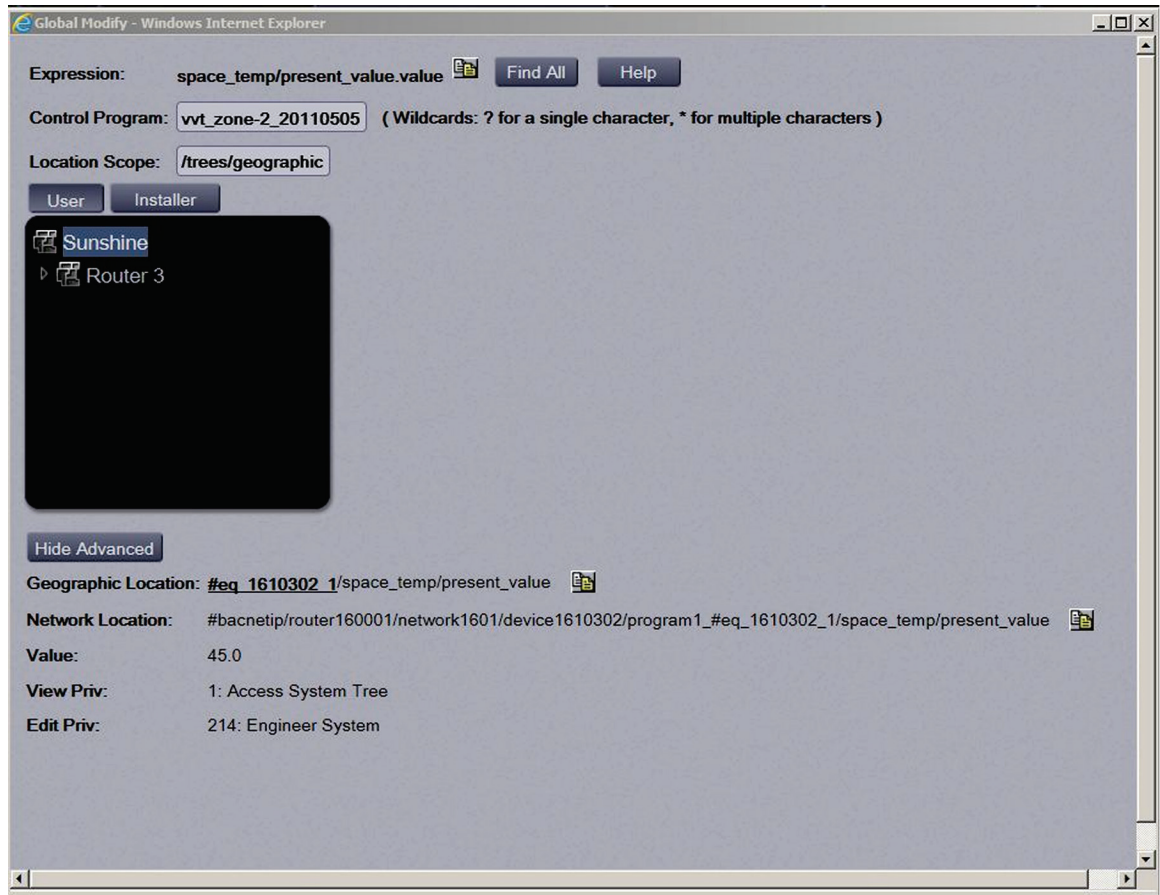 Global Modify - Windows Internet Explorer
Expression: space_temp/present_value.value Find All Help
Control Program: vvt_zone-2_20110505 ( Wildcards: ? for a single character, * for multiple characters )
Location Scope: /trees/geographic
User Installer
Sunshine
Router 3
Hide Advanced
Geographic Location: #eq_1610302_1/space_temp/present_value
Network Location: #bacnetip/router160001/network1601/device1610302/program1_#eq_1610302_1/space_temp/present_value
Value: 45.0
View Priv: 1: Access System Tree
Edit Priv: 214: Engineer System